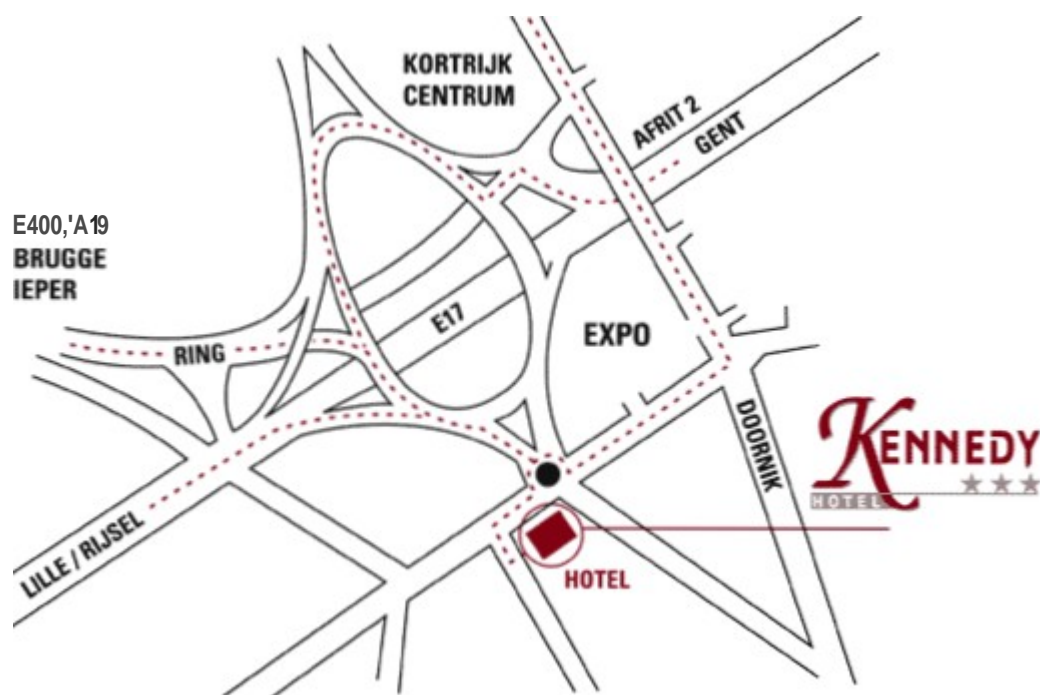 KORTRIJK
CENTRUM
AFRIT 2
GENT
E400,'A19
BRUGGE
IEPER
E17
RING
EXPO
DOORNIK
KENNEDY
HOTEL
LILLE / RIJSEL
HOTEL